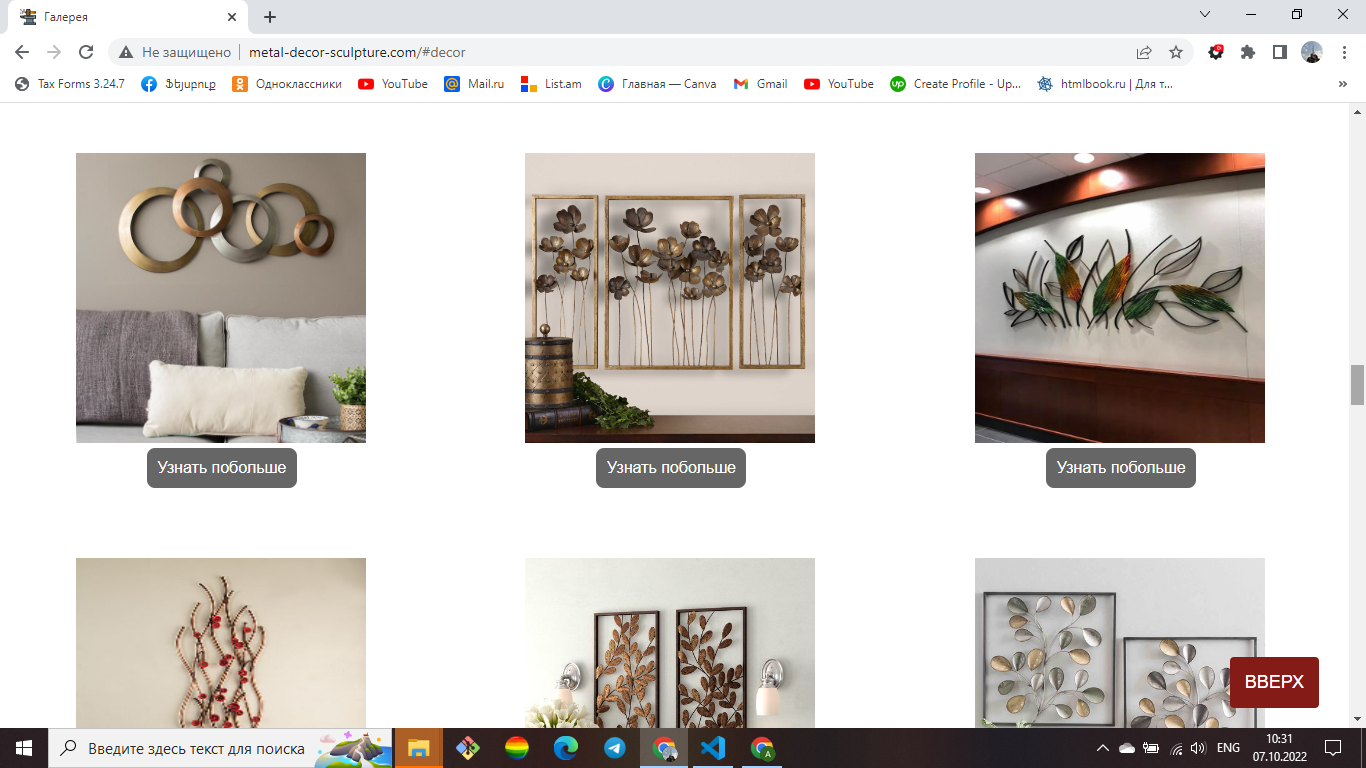 Галерея
Не защищено
metal-decor-sculpture.com/#decor
Tax Forms 3.24.7
Ֆեյսբուք
Одноклассники
YouTube
Mail.ru
List.am
Главная — Canva
Gmail
YouTube
Create Profile - Up...
htmlbook.ru | Для т...
»
Узнать побольше
Узнать побольше
Узнать побольше
ВВЕРХ
Введите здесь текст для поиска
ENG
10:31
07.10.2022